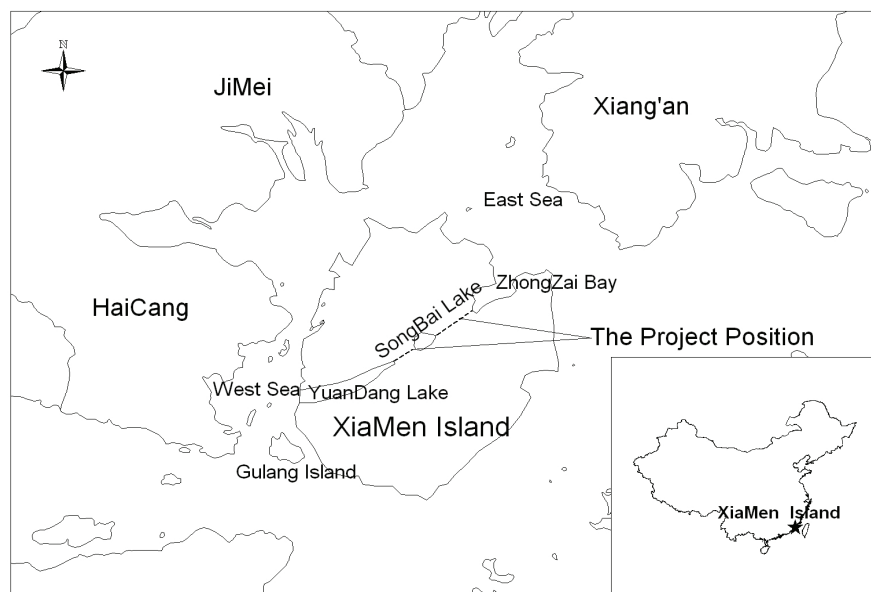 N
JiMei
Xiang'an
East Sea
ZhongZai Bay
HaiCang
SongBai Lake
The Project Position
West Sea
YuanDang Lake
XiaMen Island
Gulang Island
XiaMen Island